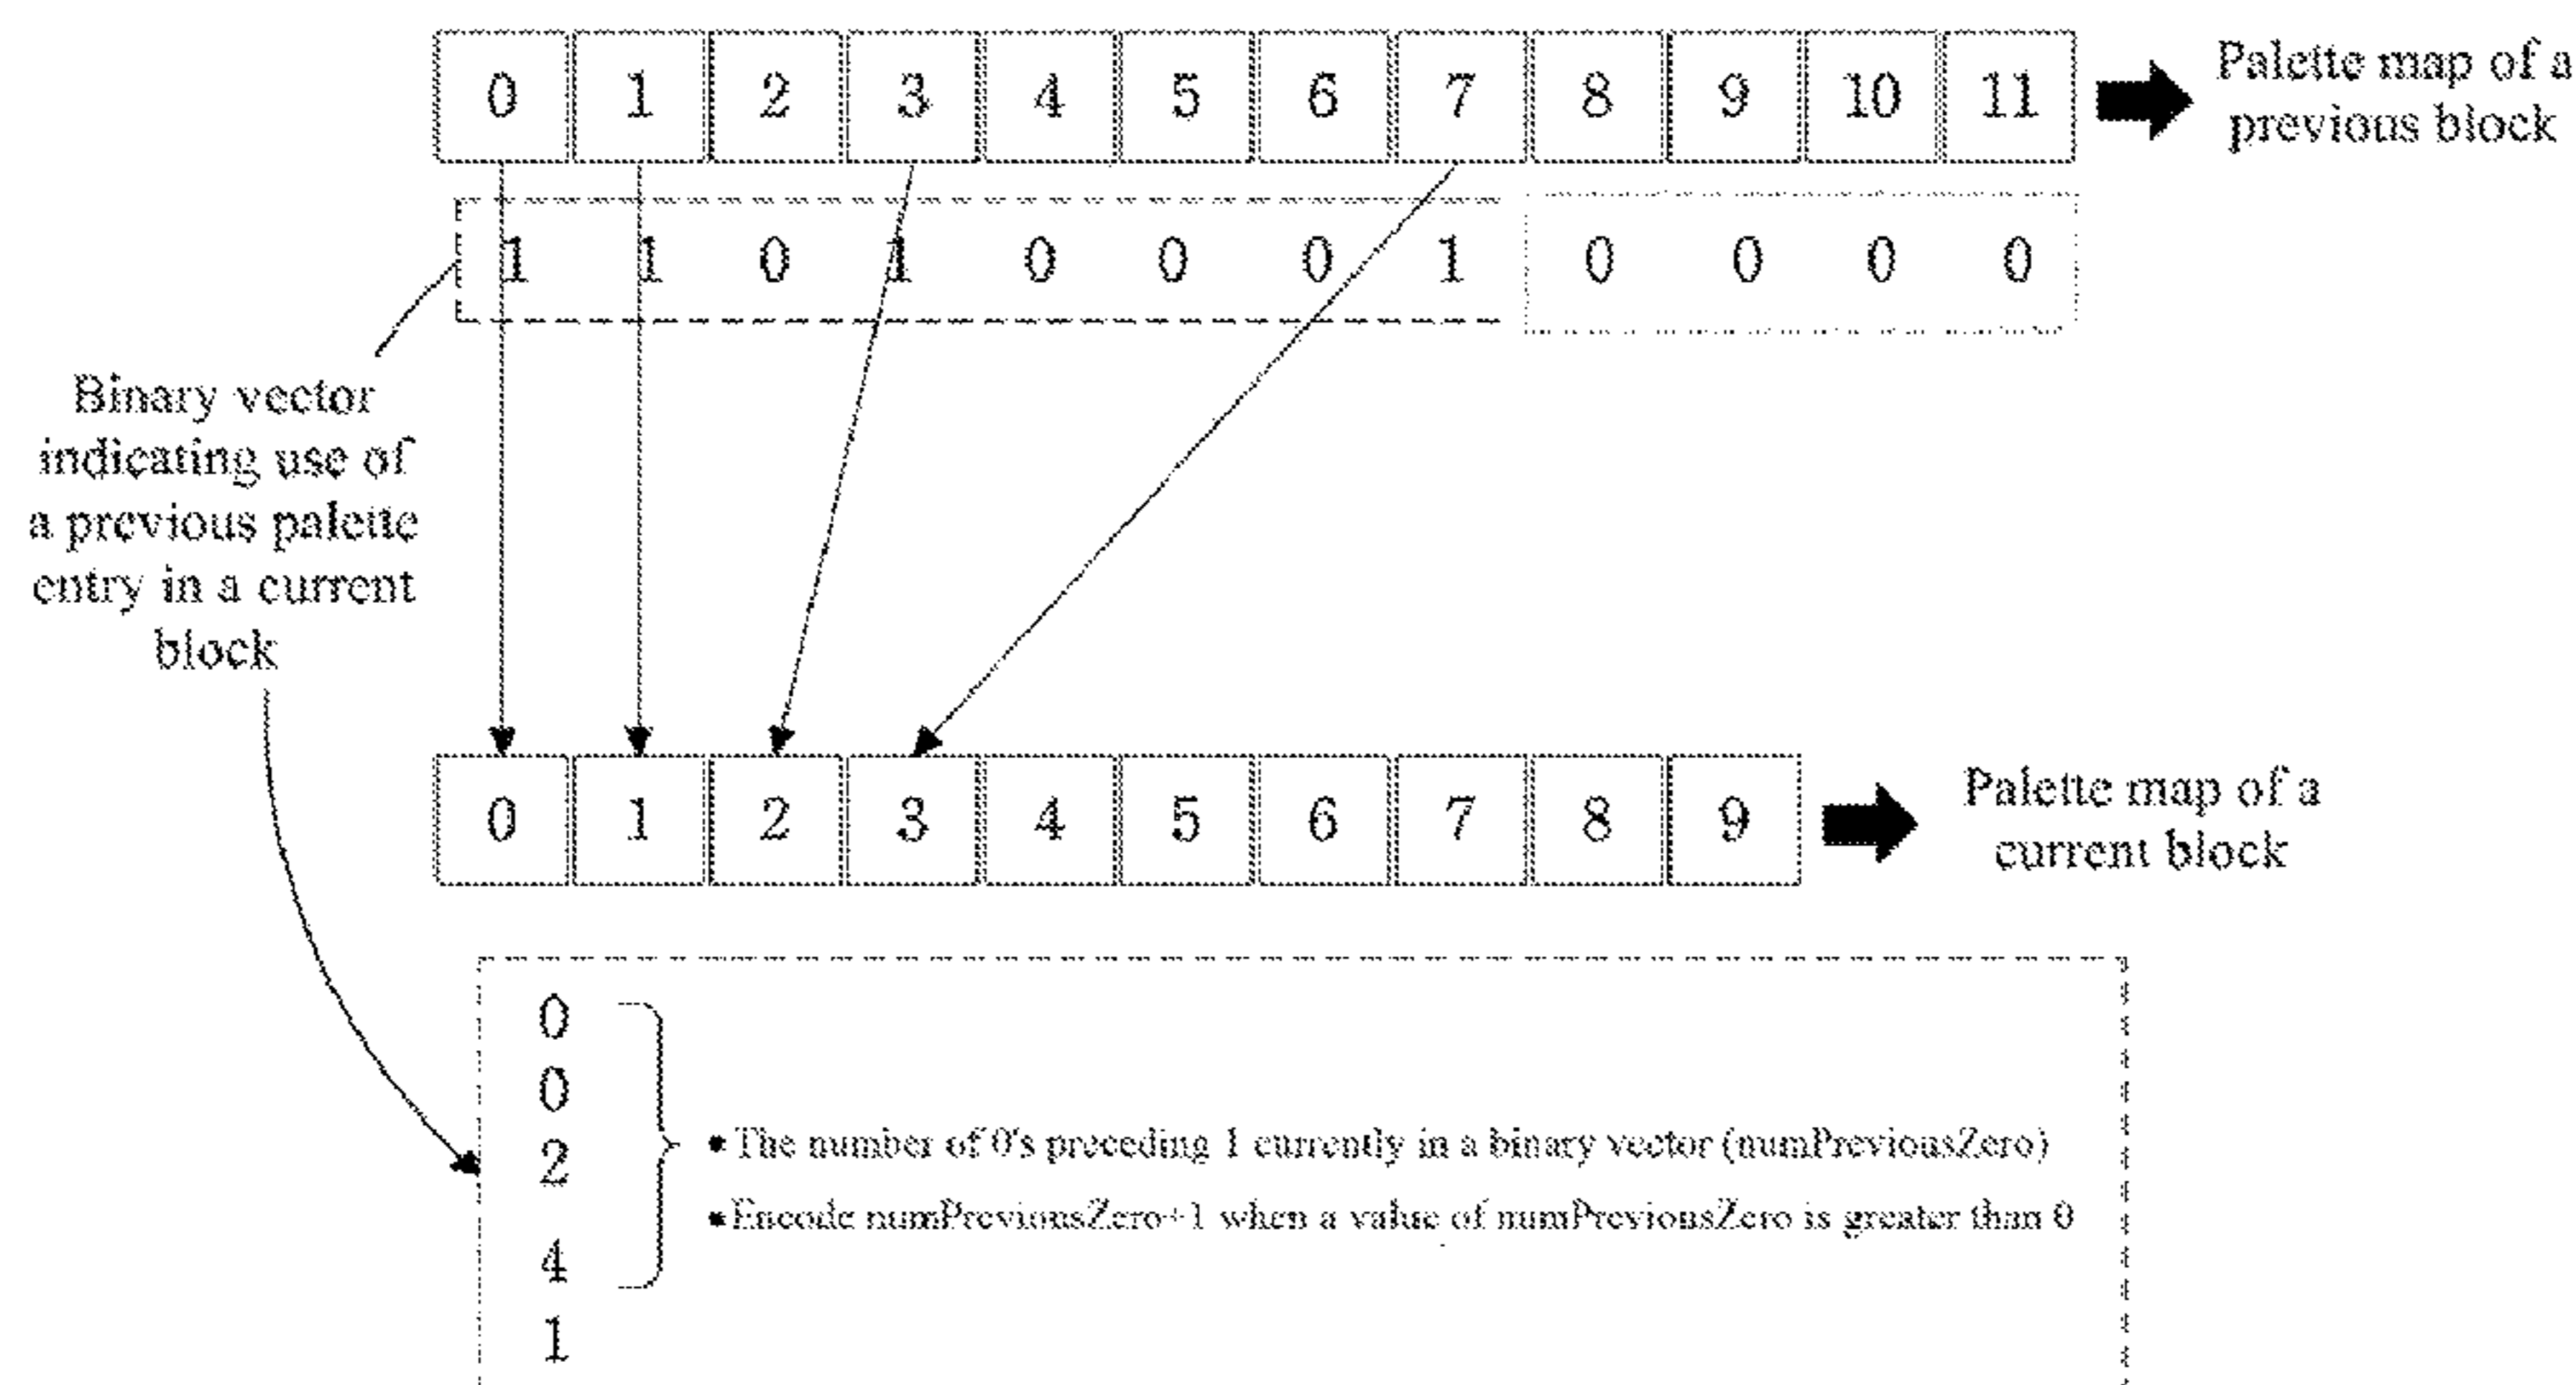 0 1 2 3 4 5 6 7 8 9 10 11
Palette map of a
previous block
1 1 0 1 0 0 0 1 0 0 0 0
Binary vector
indicating use of
a previous palette
entry in a current
block
0 1 2 3 4 5 6 7 8 9
Palette map of a
current block
0
0
2
4
1
• The number of 0's preceding 1 currently in a binary vector (numPreviousZero)
• Encode numPreviousZero+1 when a value of numPreviousZero is greater than 0